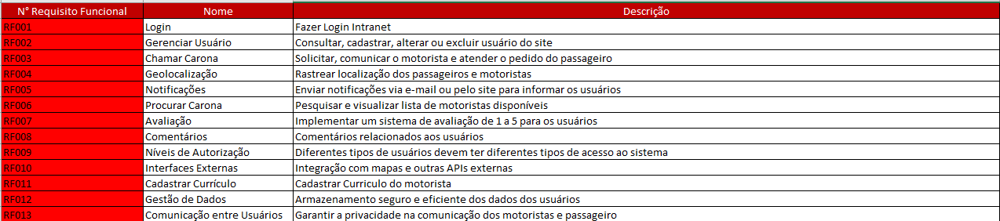 N° Requisito Funcional Nome Descrição
RF001 Login Fazer Login Intranet
RF002 Gerenciar Usuário Consultar, cadastrar, alterar ou excluir usuário do site
RF003 Chamar Carona Solicitar, comunicar o motorista e atender o pedido do passageiro
RF004 Geolocalização Rastrear localização dos passageiros e motoristas
RF005 Notificações Enviar notificações via e-mail ou pelo site para informar os usuários
RF006 Procurar Carona Pesquisar e visualizar lista de motoristas disponíveis
RF007 Avaliação Implementar um sistema de avaliação de 1 a 5 para os usuários
RF008 Comentários Comentários relacionados aos usuários
RF009 Níveis de Autorização Diferentes tipos de usuários devem ter diferentes tipos de acesso ao sistema
RF010 Interfaces Externas Integração com mapas e outras APIs externas
RF011 Cadastrar Currículo Cadastrar Curriculo do motorista
RF012 Gestão de Dados Armazenamento seguro e eficiente dos dados dos usuários
RF013 Comunicação entre Usuários Garantir a privacidade na comunicação dos motoristas e passageiro